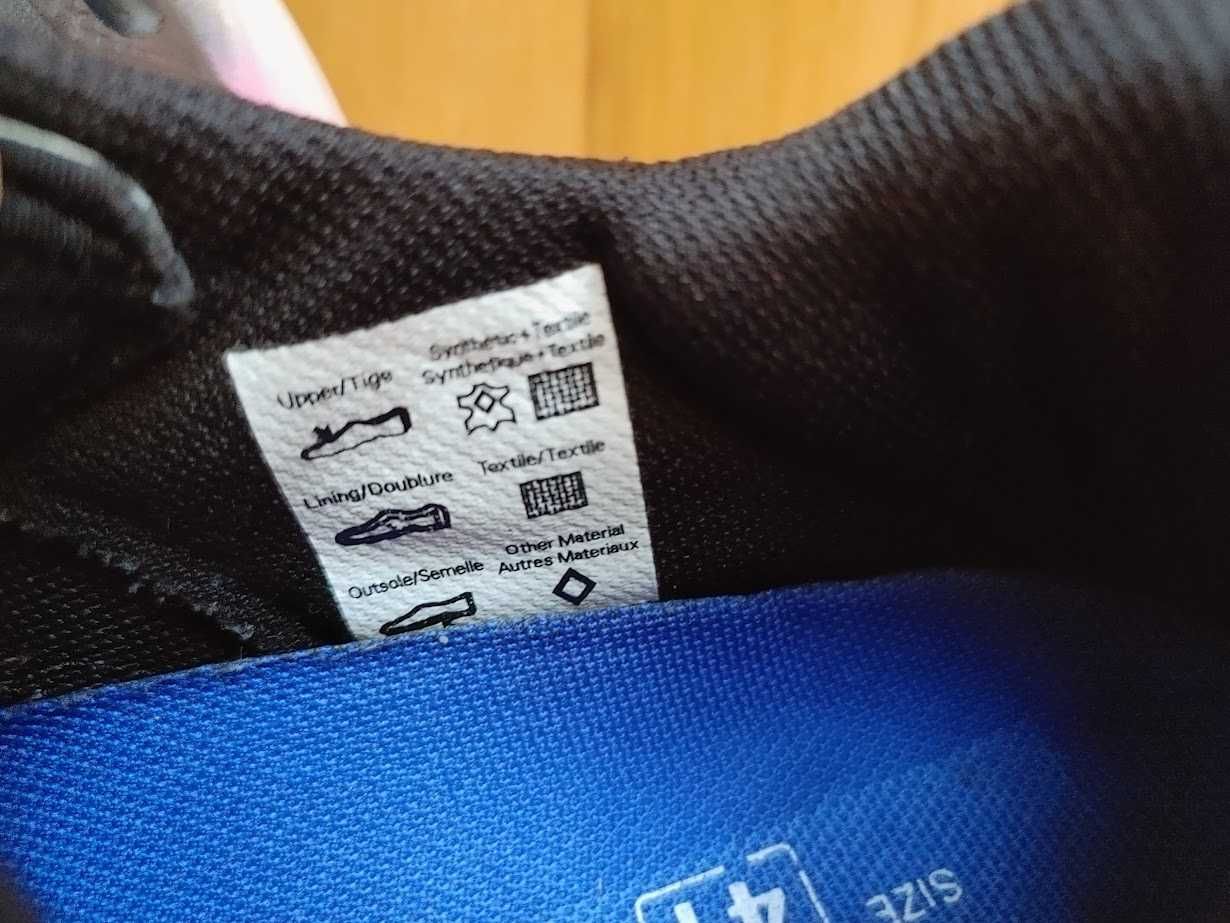 Upper/Tige
Synthetic+Textile
Synthetique+Textile
Lining/Doublure
Textile/Textile
Outsole/Semelle
Other Material
Autres Materiaux
SIZE